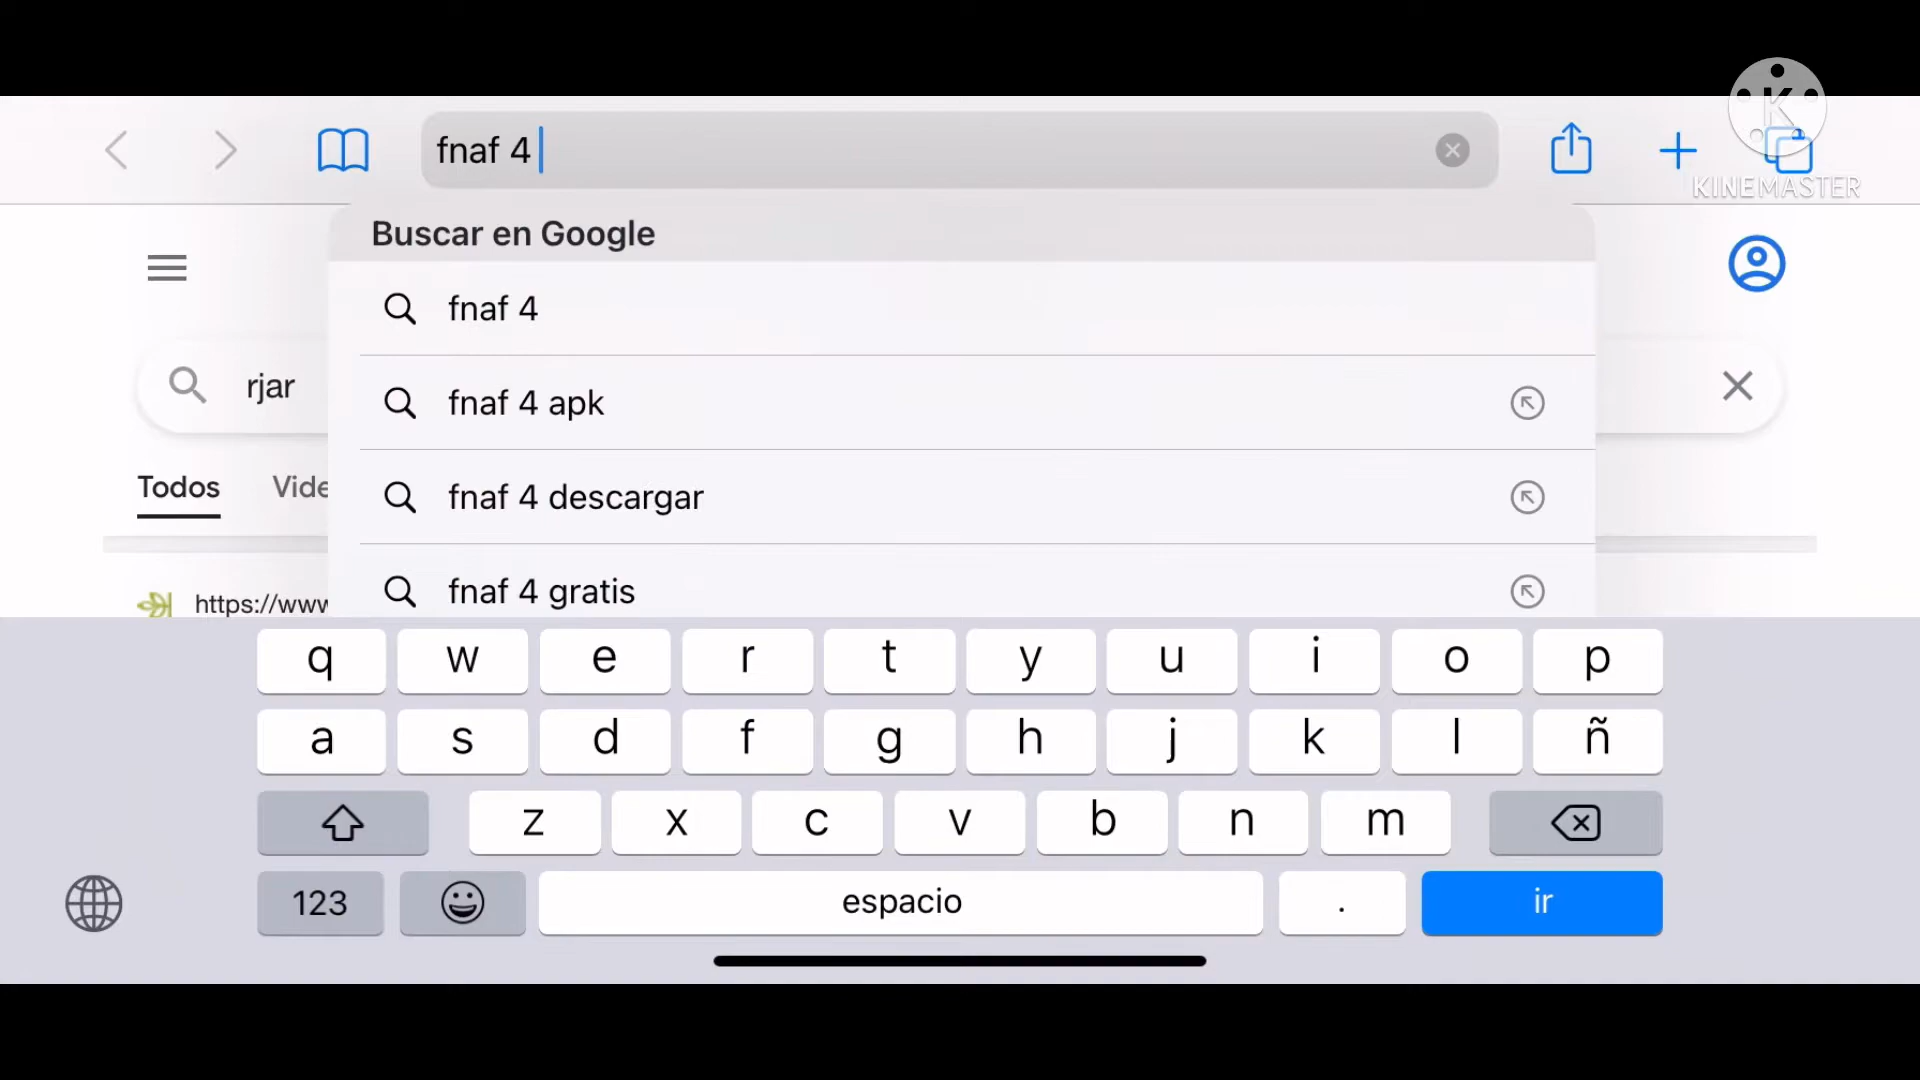 fnaf 4
KINEMASTER
Buscar en Google
fnaf 4
rjar
fnaf 4 apk
Todos
Vide
fnaf 4 descargar
https://www
fnaf 4 gratis
q w e r t y u i o p
a s d f g h j k l ñ
z x c v b n m
123 espacio . ir